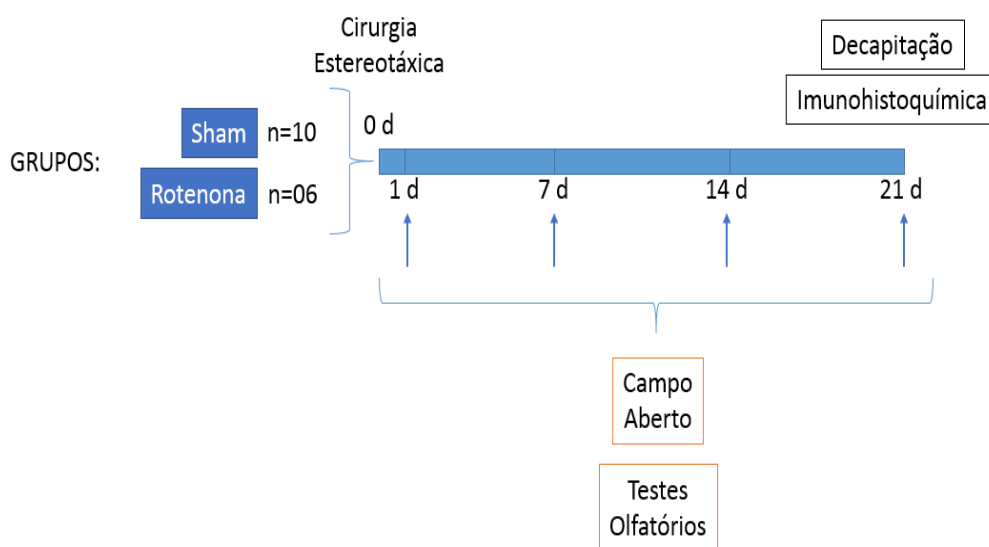 Cirurgia
Estereotáxica
Decapitação
Imunohistoquímica
GRUPOS:
Sham n=10
Rotenona n=06
0 d
1 d 7 d 14 d 21 d
Campo
Aberto
Testes
Olfatórios